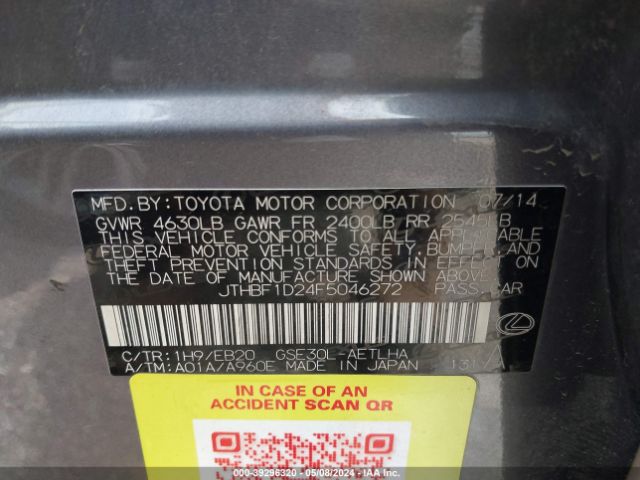 MFD.BY:TOYOTA MOTOR CORPORATION 07/14
GVWR 4630LB GAWR FR 2400LB RR 2545LB
THIS VEHICLE CONFORMS TO ALL APPLICABLE
FEDERAL MOTOR VEHICLE SAFETY, BUMPER, AND
THEFT PREVENTION STANDARDS IN EFFECT ON
THE DATE OF MANUFACTURE SHOWN ABOVE.
JTHBF1D24F5046272 PASS.CAR
C/TR:1H9/EB20 GSE30L-AETLHA
A/TM:A01A/A960E MADE IN JAPAN
IN CASE OF AN
ACCIDENT SCAN QR
000-39296320 - IAAI - 05/08/2024 - IAAI